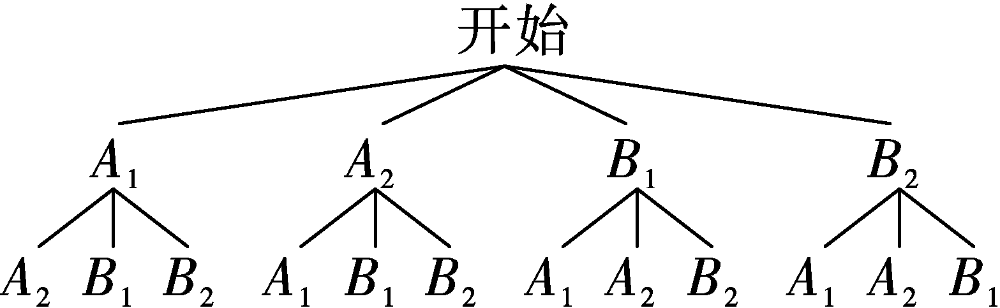 开始
A₁ A₂ B₁ B₂
A₂ B₁ B₂ A₁ B₁ B₂ A₁ A₂ B₂ A₁ A₂ B₁